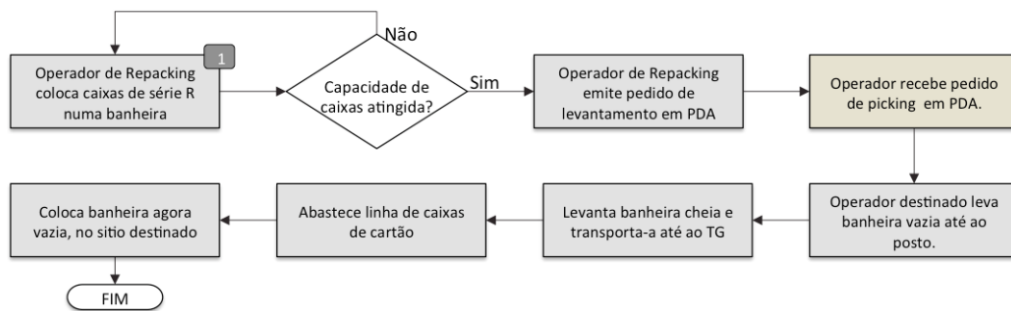 Não
1
Operador de Repacking
coloca caixas de série R
numa banheira
Capacidade de
caixas atingida?
Sim
Operador de Repacking
emite pedido de
levantamento em PDA
Operador recebe pedido
de picking em PDA.
Operador destinado leva
banheira vazia até ao
posto.
Levanta banheira cheia e
transporta-a até ao TG
Abastece linha de caixas
de cartão
Coloca banheira agora
vazia, no sitio destinado
FIM